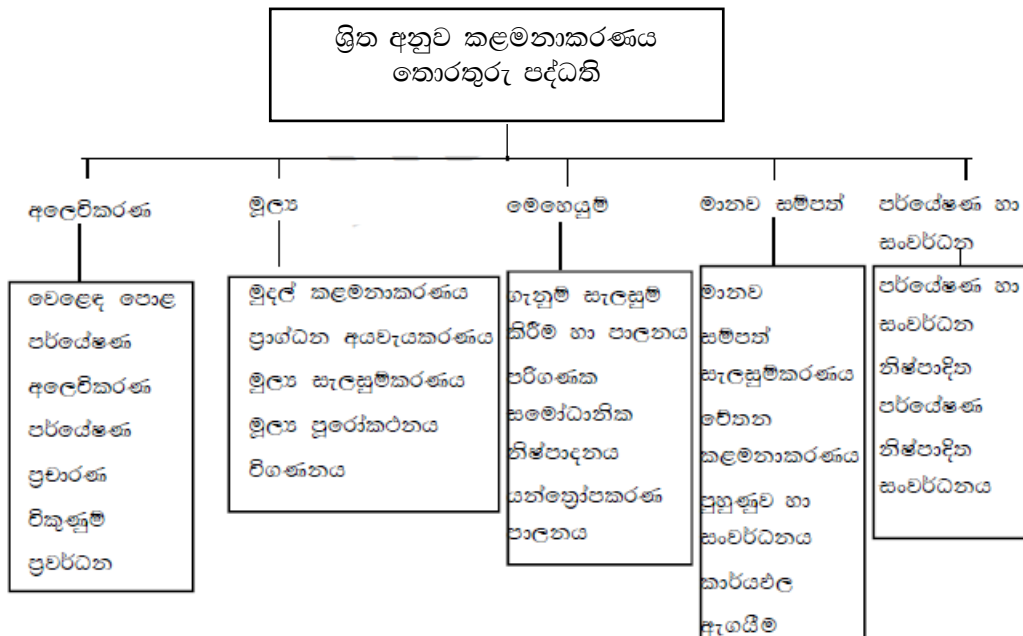 ශ්‍රිත අනුව කළමනාකරණය
තොරතුරු පද්ධති
අලෙවිකරණ
වෙළෙඳ පොළ
පර්යේෂණ
අලෙවිකරණ
පර්යේෂණ
ප්‍රචාරණ
විකුණුම්
ප්‍රවර්ධන
මූල්‍ය
මුදල් කළමනාකරණය
ප්‍රාග්ධන අයවැයකරණය
මූල්‍ය සැලසුම්කරණය
මූල්‍ය පූරෝකථනය
විගණනය
මෙහෙයුම්
ගැනුම් සැලසුම්
කිරීම හා පාලනය
පරිගණක
සමෝධානික
නිෂ්පාදනය
යන්ත්‍රෝපකරණ
පාලනය
මානව සම්පත්
මානව
සම්පත්
සැලසුම්කරණය
වේතන
කළමනාකරණය
පුහුණුව හා
සංවර්ධනය
කාර්යඵල
ඇගයීම
පර්යේෂණ හා
සංවර්ධන
පර්යේෂණ හා
සංවර්ධන
නිෂ්පාදිත
පර්යේෂණ
නිෂ්පාදිත
සංවර්ධනය